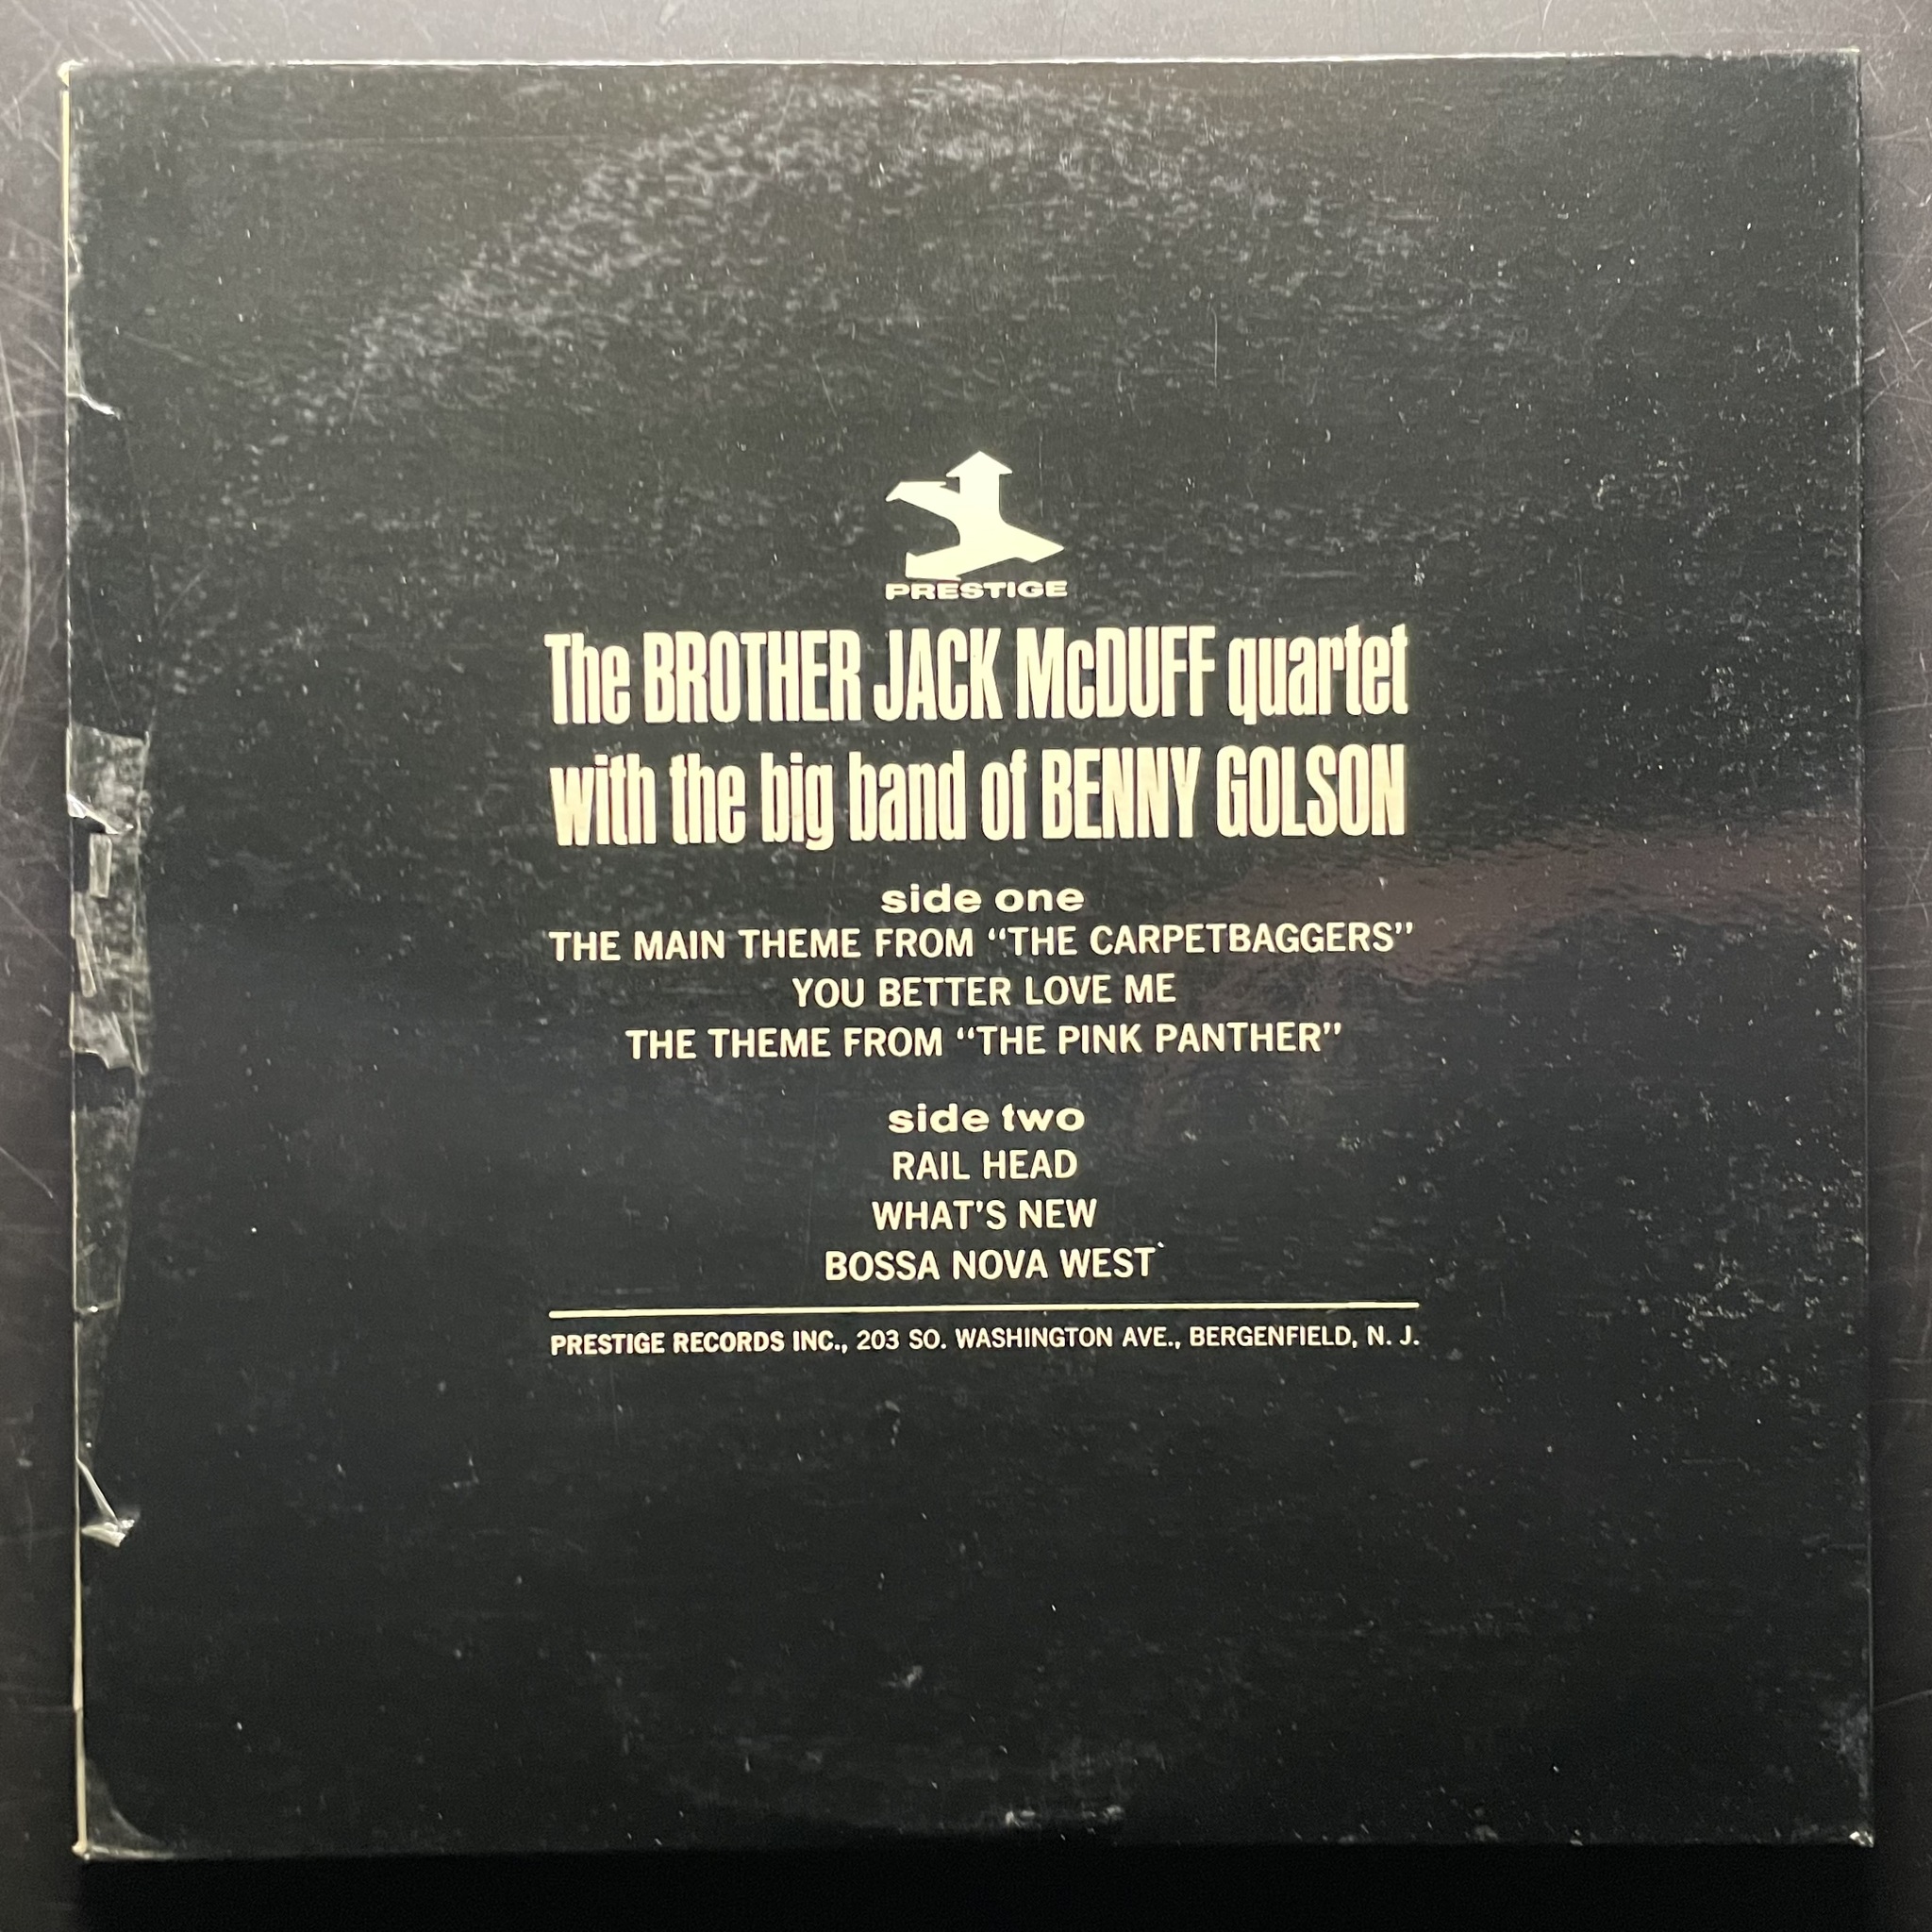 PRESTIGE
The BROTHER JACK McDUFF quartet
with the big band of BENNY GOLSON
side one
THE MAIN THEME FROM “THE CARPETBAGGERS”
YOU BETTER LOVE ME
THE THEME FROM “THE PINK PANTHER”
side two
RAIL HEAD
WHAT'S NEW
BOSSA NOVA WEST
PRESTIGE RECORDS INC., 203 SO. WASHINGTON AVE., BERGENFIELD, N. J.